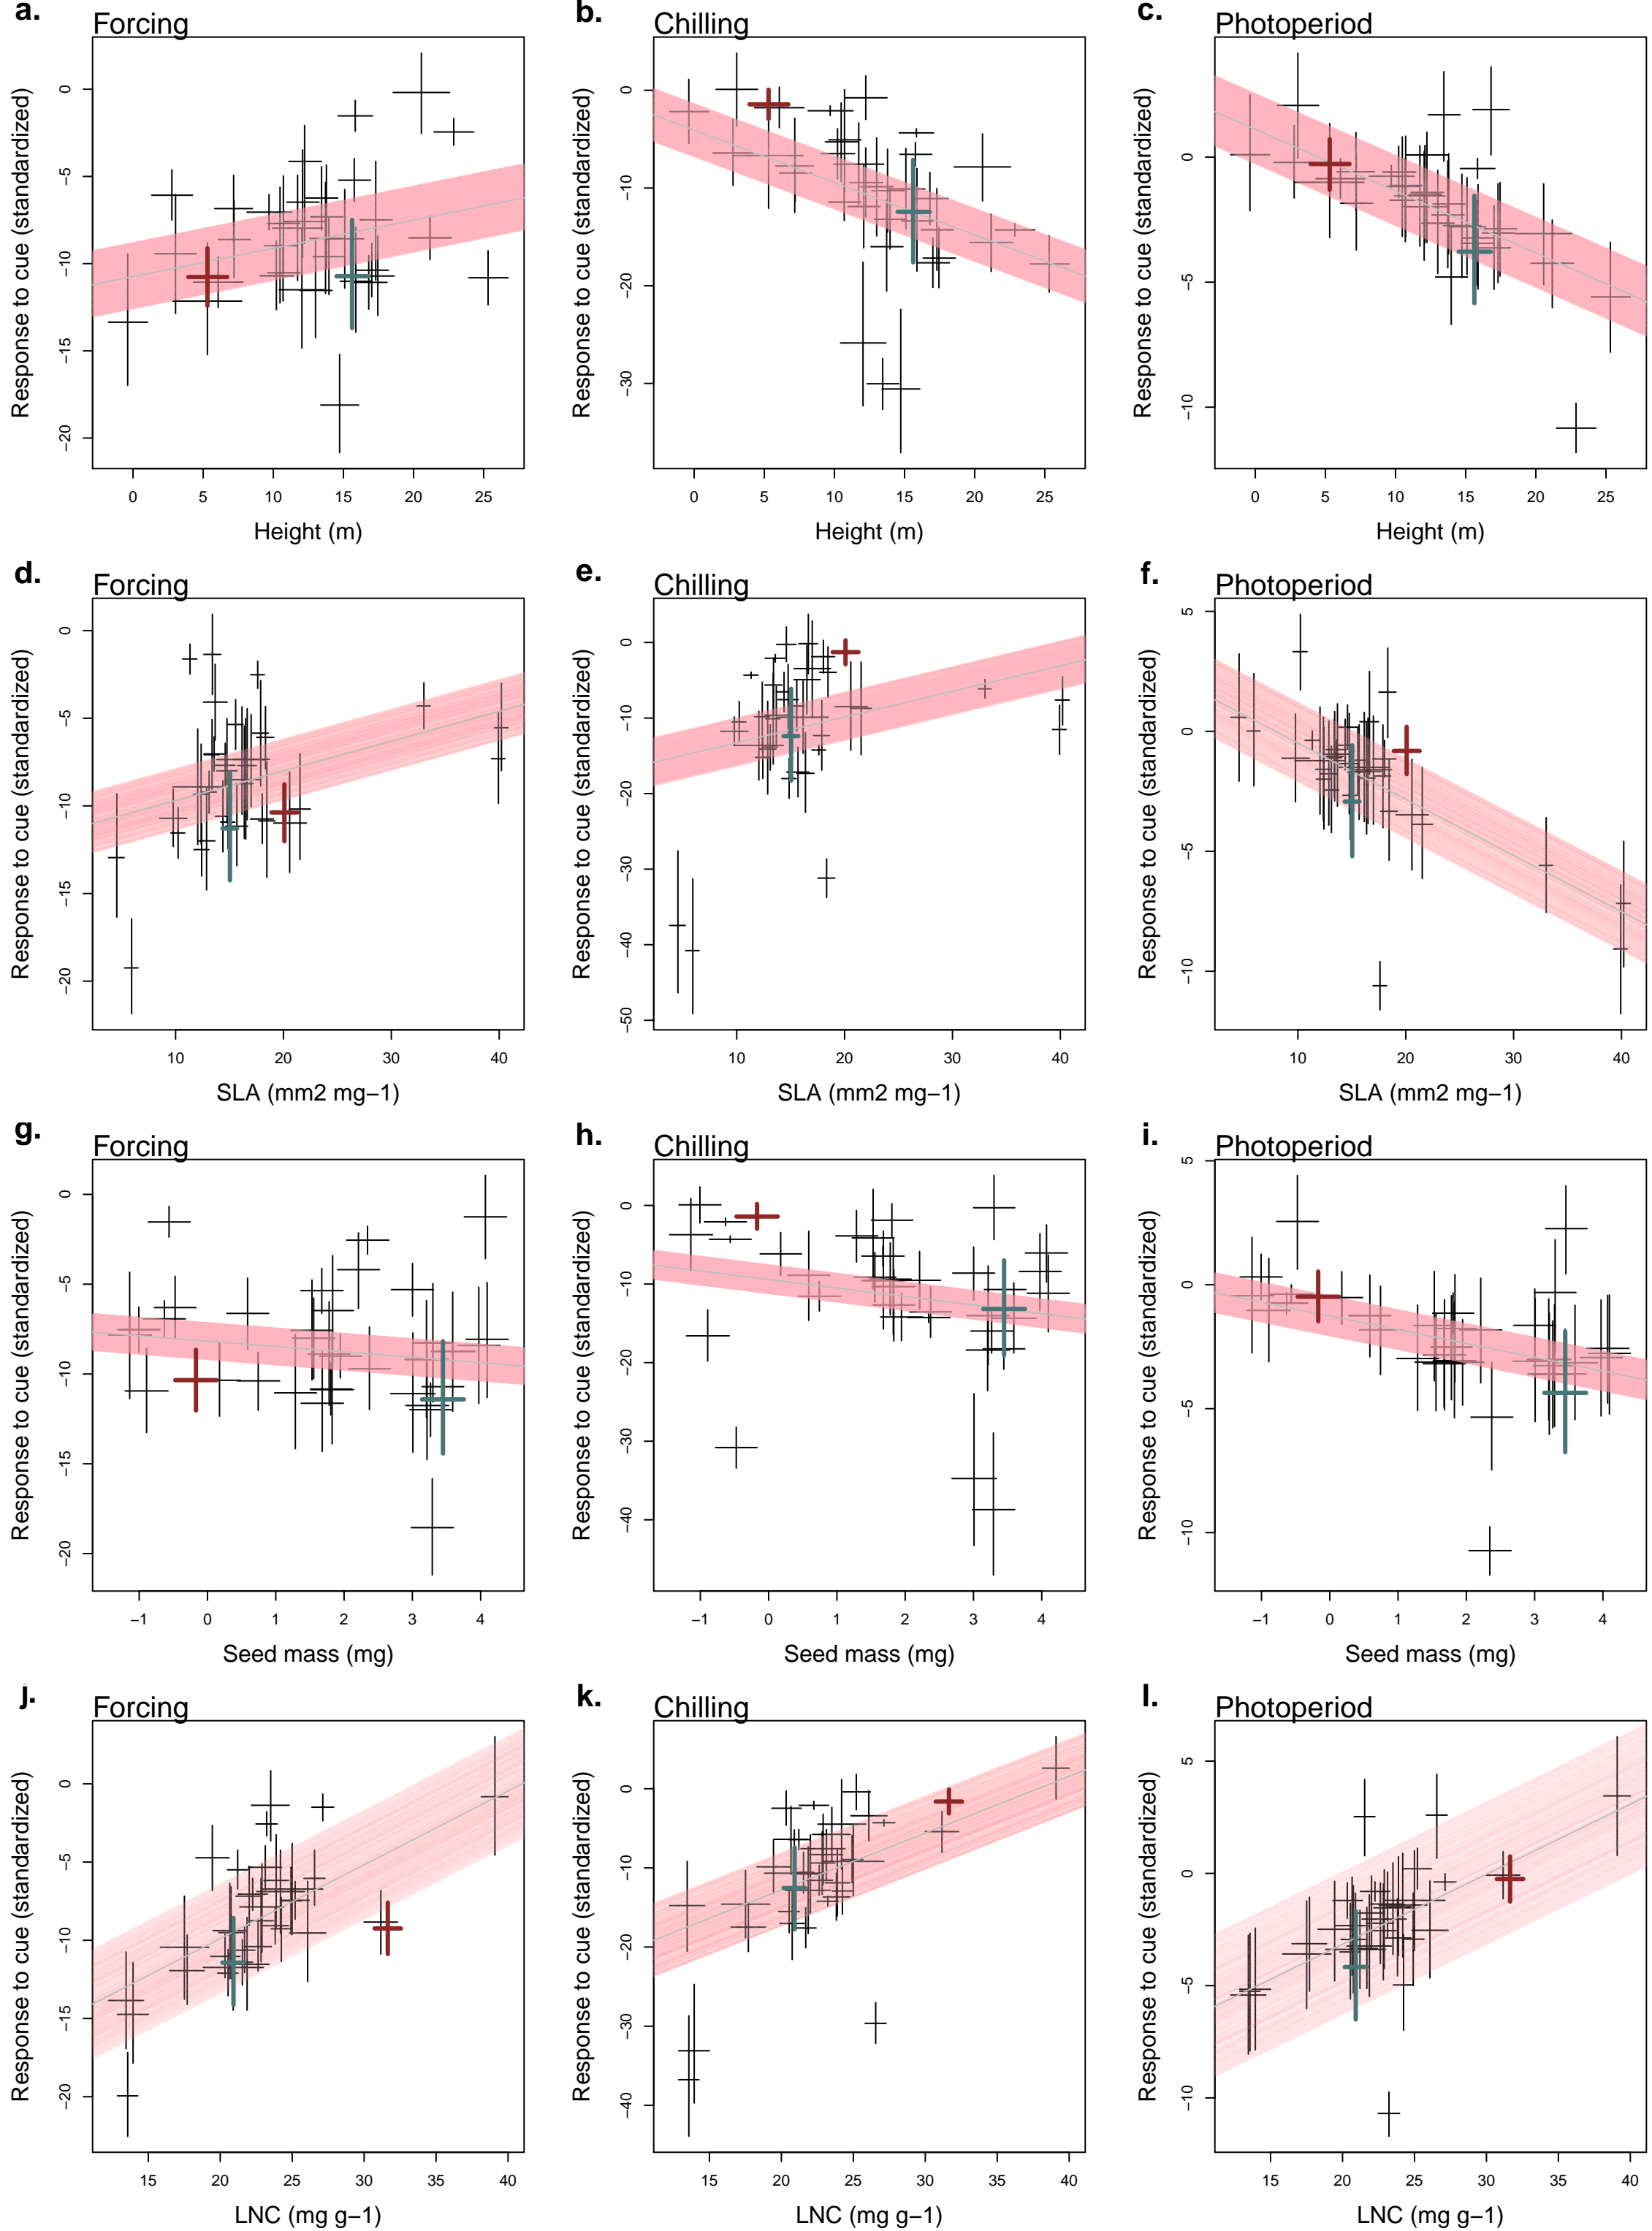 a. b. c.
Forcing Chilling Photoperiod
Response to cue (standardized) Response to cue (standardized) Response to cue (standardized)
0 −5 −10 −15 −20
0 −10 −20 −30
0 −5 −10
0 5 10 15 20 25 0 5 10 15 20 25 0 5 10 15 20 25
Height (m) Height (m) Height (m)
d. e. f.
Forcing Chilling Photoperiod
Response to cue (standardized) Response to cue (standardized) Response to cue (standardized)
0 −5 −10 −15 −20
0 −10 −20 −30 −40 −50
5 0 −5 −10
10 20 30 40 10 20 30 40 10 20 30 40
SLA (mm2 mg−1) SLA (mm2 mg−1) SLA (mm2 mg−1)
g. h. i.
Forcing Chilling Photoperiod
Response to cue (standardized) Response to cue (standardized) Response to cue (standardized)
0 −5 −10 −15 −20
0 −10 −20 −30 −40
5 0 −5 −10
−1 0 1 2 3 4 −1 0 1 2 3 4 −1 0 1 2 3 4
Seed mass (mg) Seed mass (mg) Seed mass (mg)
j. k. l.
Forcing Chilling Photoperiod
Response to cue (standardized) Response to cue (standardized) Response to cue (standardized)
0 −5 −10 −15 −20
0 −10 −20 −30 −40
5 0 −5 −10
15 20 25 30 35 40 15 20 25 30 35 40 15 20 25 30 35 40
LNC (mg g−1) LNC (mg g−1) LNC (mg g−1)